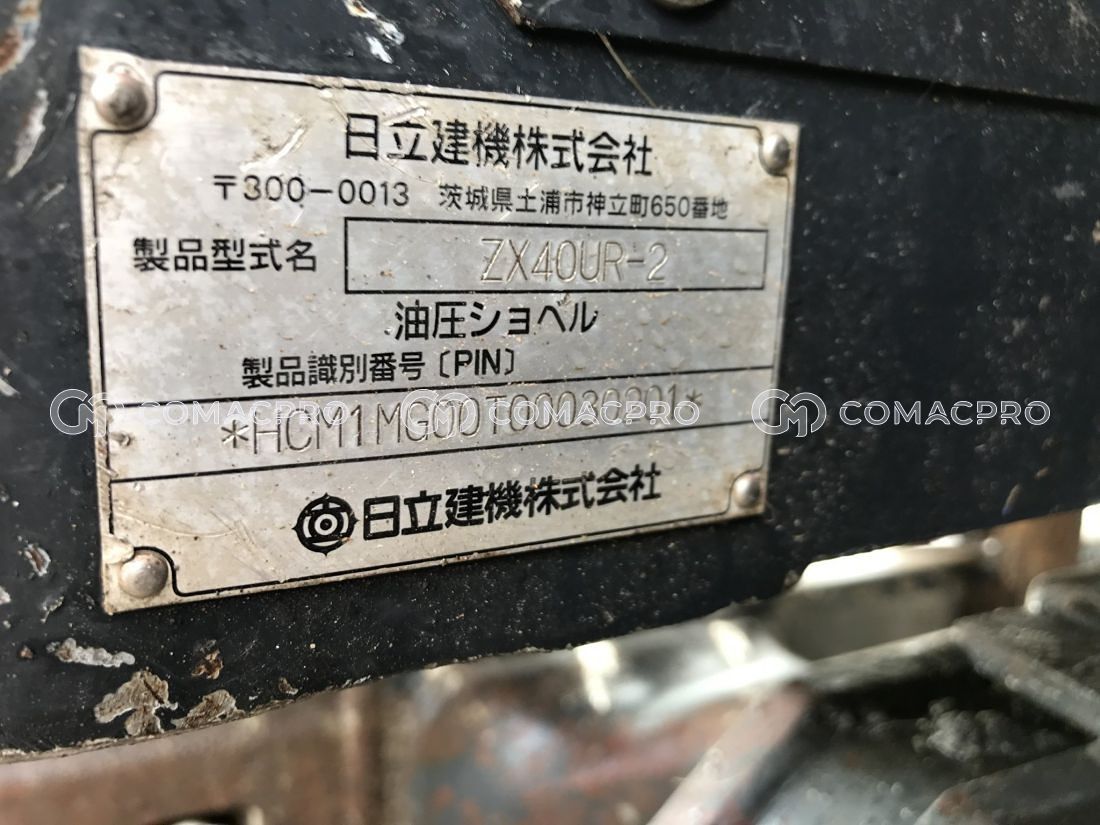 日立建機株式会社
〒300-0013 茨城県土浦市神立町650番地
製品型式名 ZX40UR-2
油圧ショベル
製品識別番号〔PIN〕
COMACPRO COMACPRO COMACPRO
日立建機株式会社